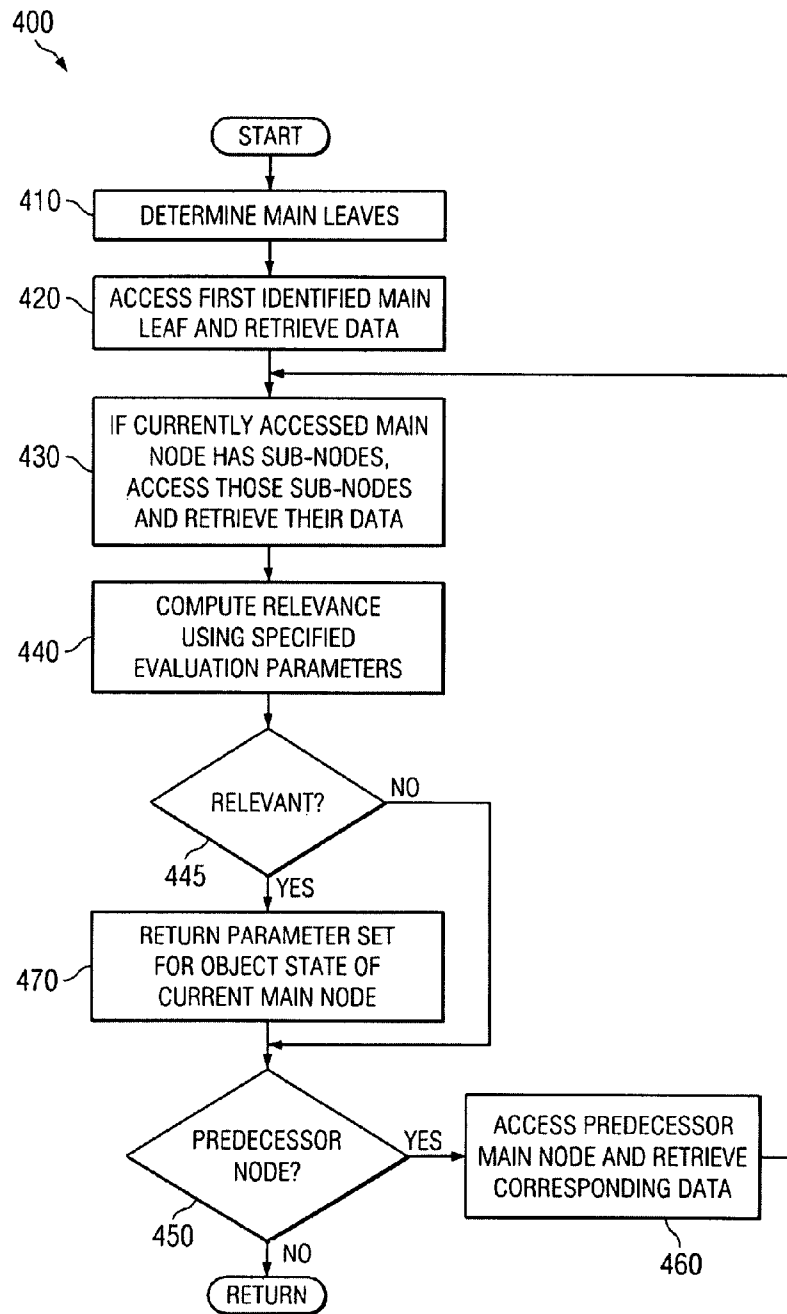 400
START
410
DETERMINE MAIN LEAVES
420
ACCESS FIRST IDENTIFIED MAIN
LEAF AND RETRIEVE DATA
430
IF CURRENTLY ACCESSED MAIN
NODE HAS SUB-NODES,
ACCESS THOSE SUB-NODES
AND RETRIEVE THEIR DATA
440
COMPUTE RELEVANCE
USING SPECIFIED
EVALUATION PARAMETERS
RELEVANT?
NO
445
YES
470
RETURN PARAMETER SET
FOR OBJECT STATE OF
CURRENT MAIN NODE
PREDECESSOR
NODE?
YES
450
NO
ACCESS PREDECESSOR
MAIN NODE AND RETRIEVE
CORRESPONDING DATA
460
RETURN